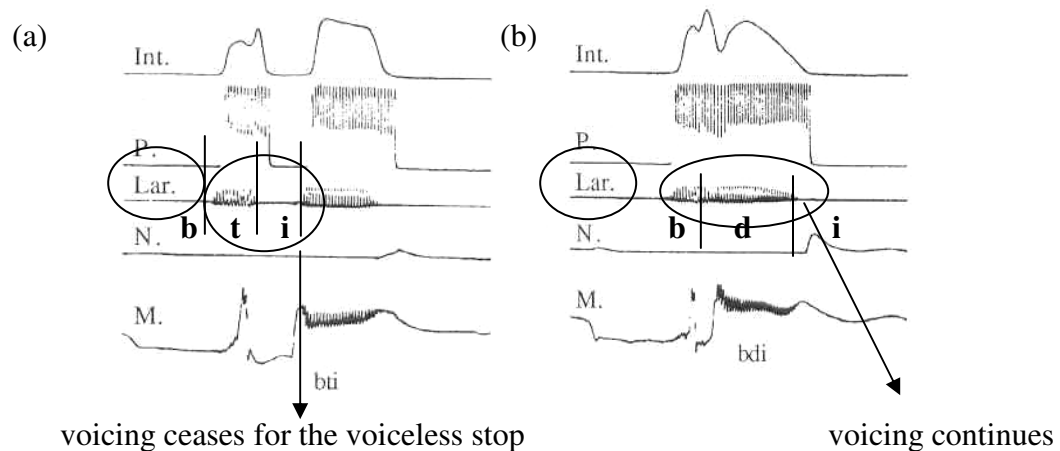 (a)
Int.
P.
Lar.
b t i
N.
M.
bti
voicing ceases for the voiceless stop
(b)
Int.
P.
Lar.
b d i
N.
M.
bdi
voicing continues